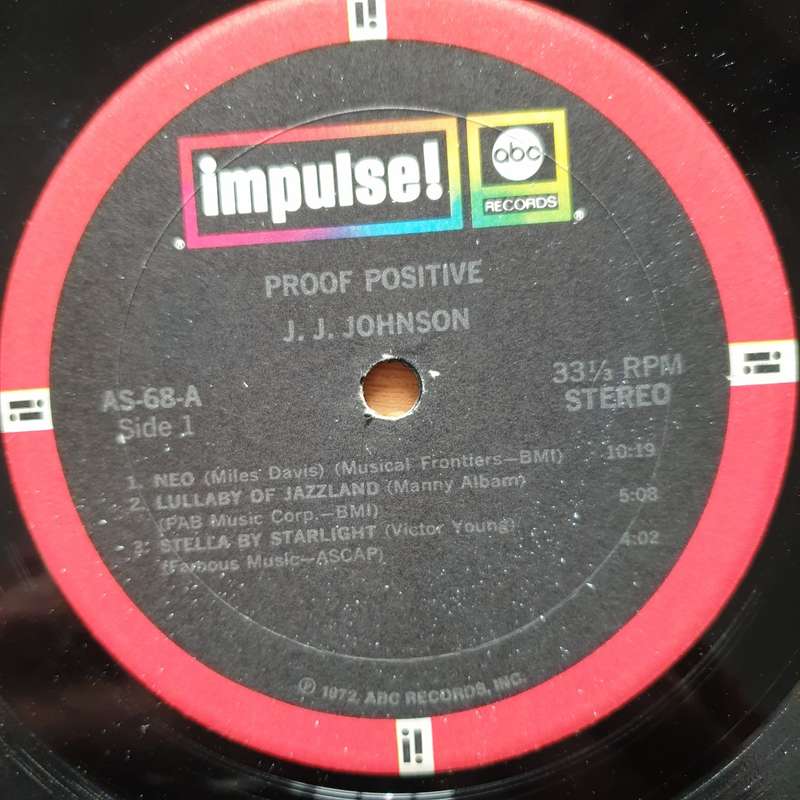 i!
impulse!
®
abc
RECORDS
®
PROOF POSITIVE
J. J. JOHNSON
AS-68-A
Side 1
33⅓ RPM
STEREO
1. NEO (Miles Davis) (Musical Frontiers—BMI) 10:19
2. LULLABY OF JAZZLAND (Manny Albam) 5:08
(PAB Music Corp.—BMI)
3. STELLA BY STARLIGHT (Victor Young) 4:02
(Famous Music—ASCAP)
℗ 1972, ABC RECORDS, INC.
i!
i!
i!